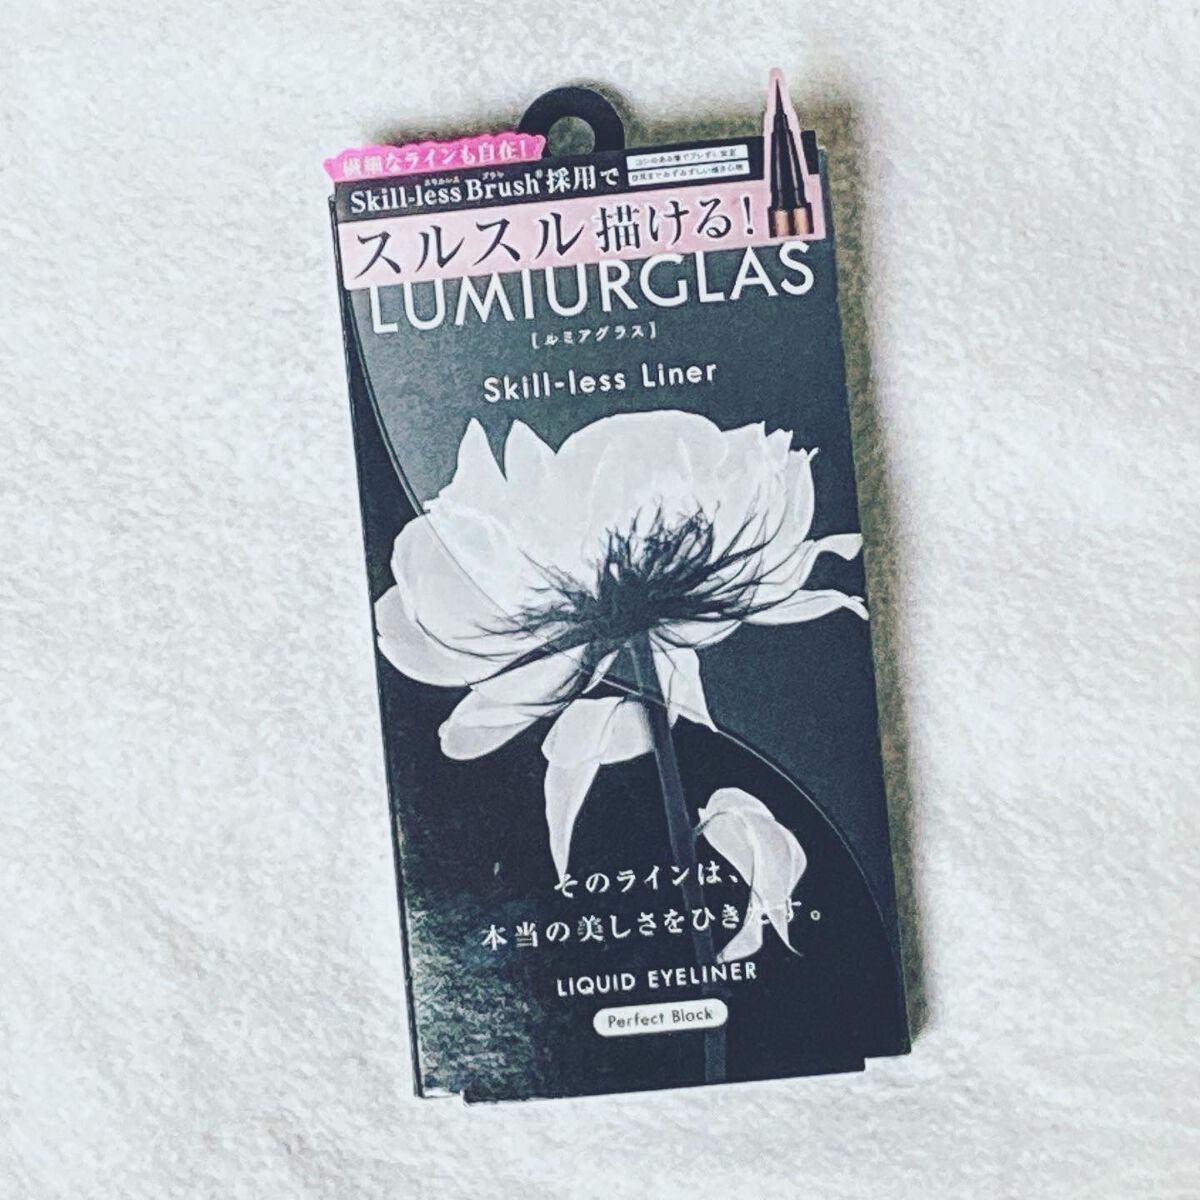 繊細なラインも自在!
Skill-less Brush® 採用で
スルスル描ける!
LUMIURGLAS
[ルミアグラス]
Skill-less Liner
そのラインは、
本当の美しさをひきだす。
LIQUID EYELINER
Perfect Black